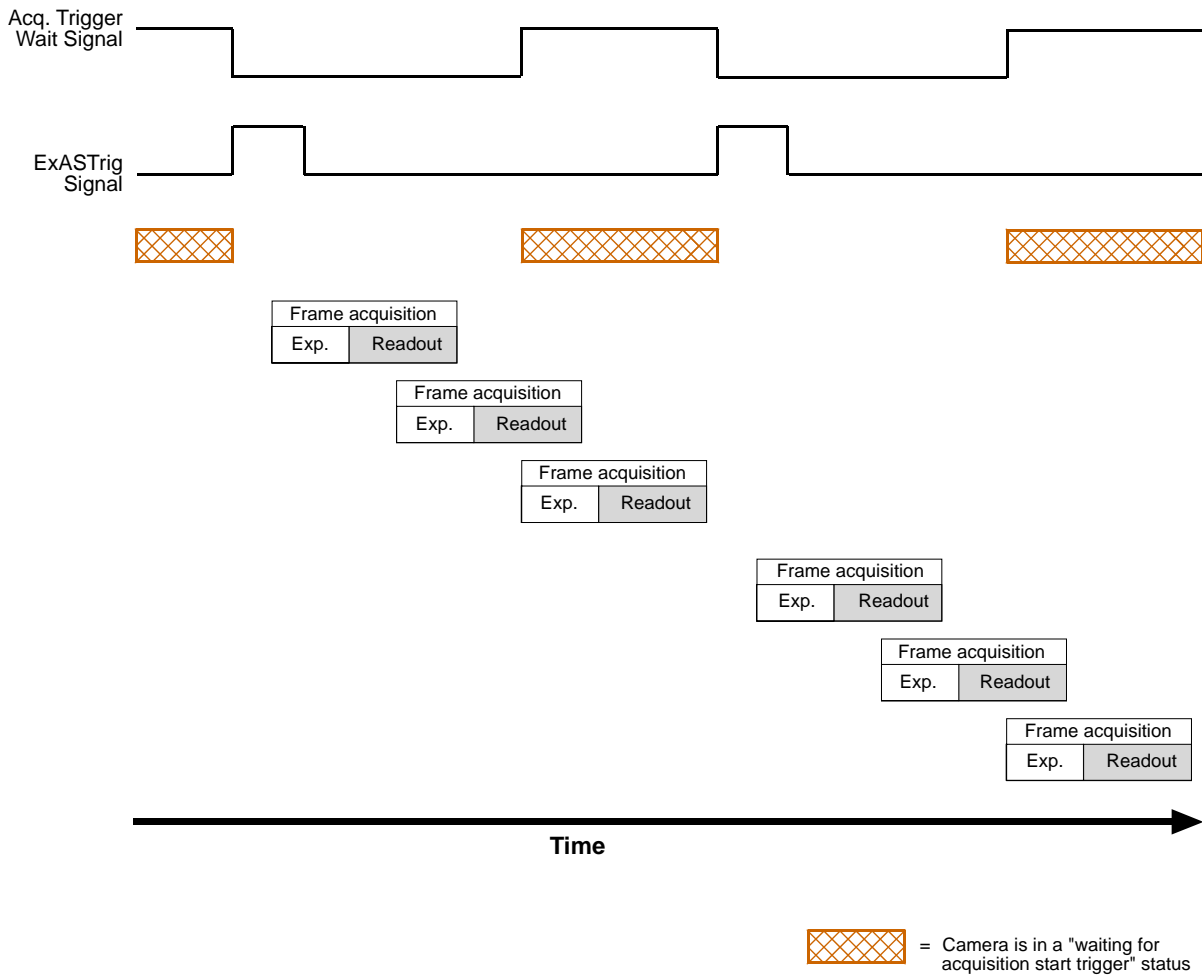 Acq. Trigger
Wait Signal
ExASTrig
Signal
Frame acquisition
Exp. Readout
Frame acquisition
Exp. Readout
Frame acquisition
Exp. Readout
Frame acquisition
Exp. Readout
Frame acquisition
Exp. Readout
Frame acquisition
Exp. Readout
Time
= Camera is in a "waiting for
acquisition start trigger" status